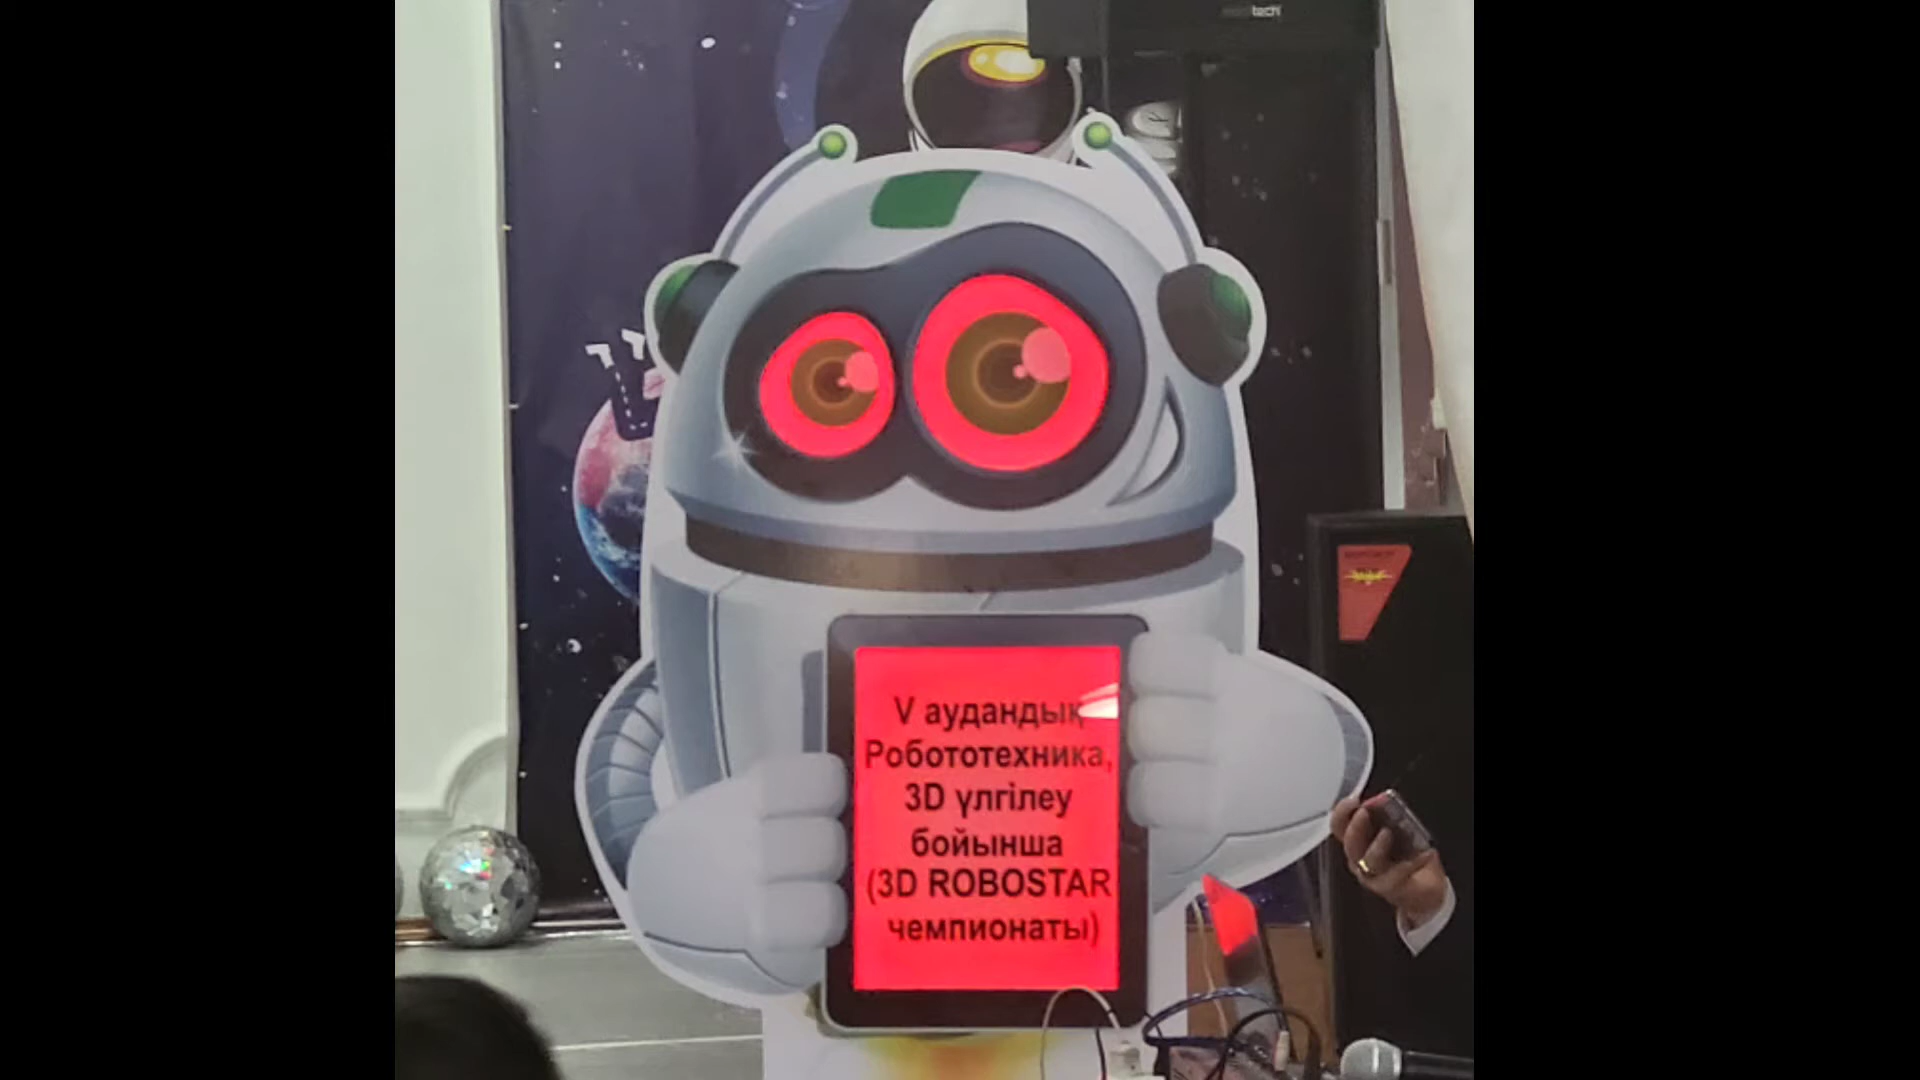 V аудандық
Робототехника,
3D үлгілеу
бойынша
(3D ROBOSTAR
чемпионаты)